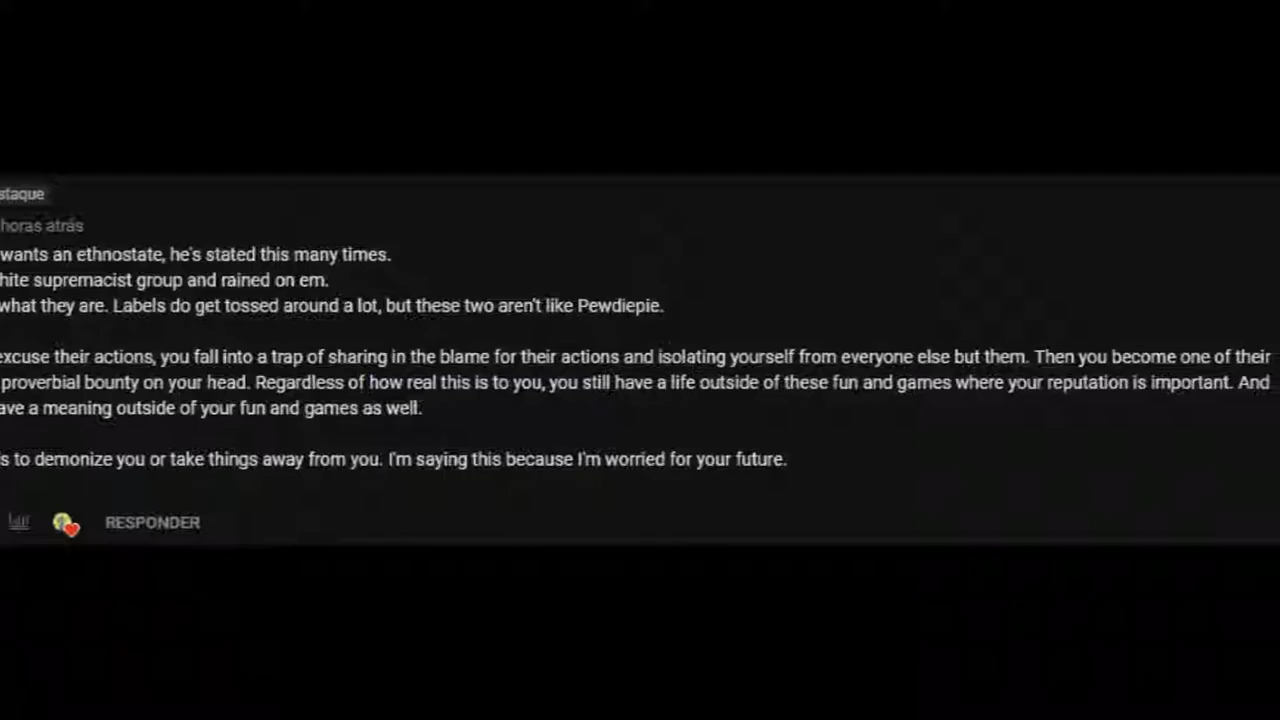 staque
horas atrás
wants an ethnostate, he's stated this many times.
hite supremacist group and rained on em.
what they are. Labels do get tossed around a lot, but these two aren't like Pewdiepie.
excuse their actions, you fall into a trap of sharing in the blame for their actions and isolating yourself from everyone else but them. Then you become one of their
proverbial bounty on your head. Regardless of how real this is to you, you still have a life outside of these fun and games where your reputation is important. And
ave a meaning outside of your fun and games as well.
s to demonize you or take things away from you. I'm saying this because I'm worried for your future.
RESPONDER